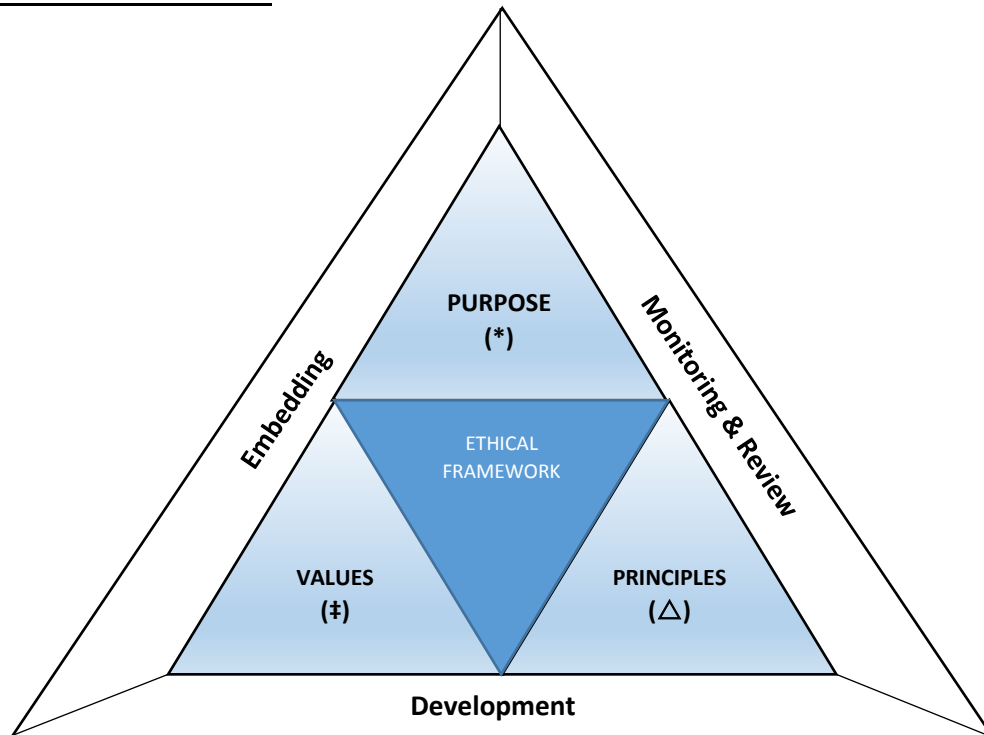 PURPOSE
(*)
Embedding
Monitoring & Review
ETHICAL
FRAMEWORK
VALUES
(‡)
PRINCIPLES
(△)
Development